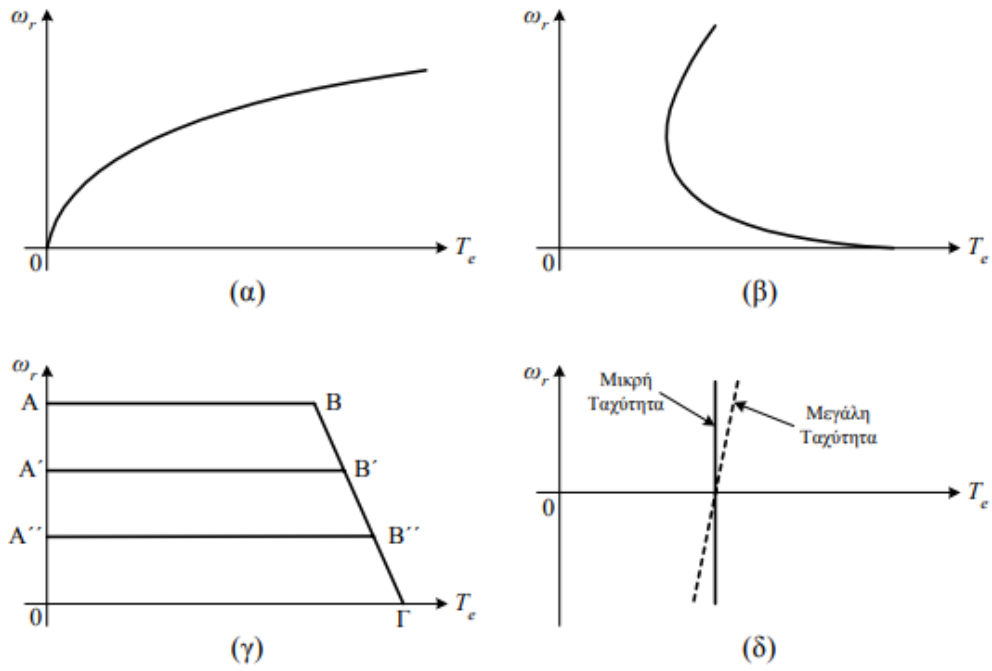 ω_r
0
T_e
(α)
ω_r
0
T_e
(β)
ω_r
A
B
A´
B´
A´´
B´´
0
Γ
T_e
(γ)
ω_r
Μικρή
Ταχύτητα
Μεγάλη
Ταχύτητα
0
T_e
(δ)